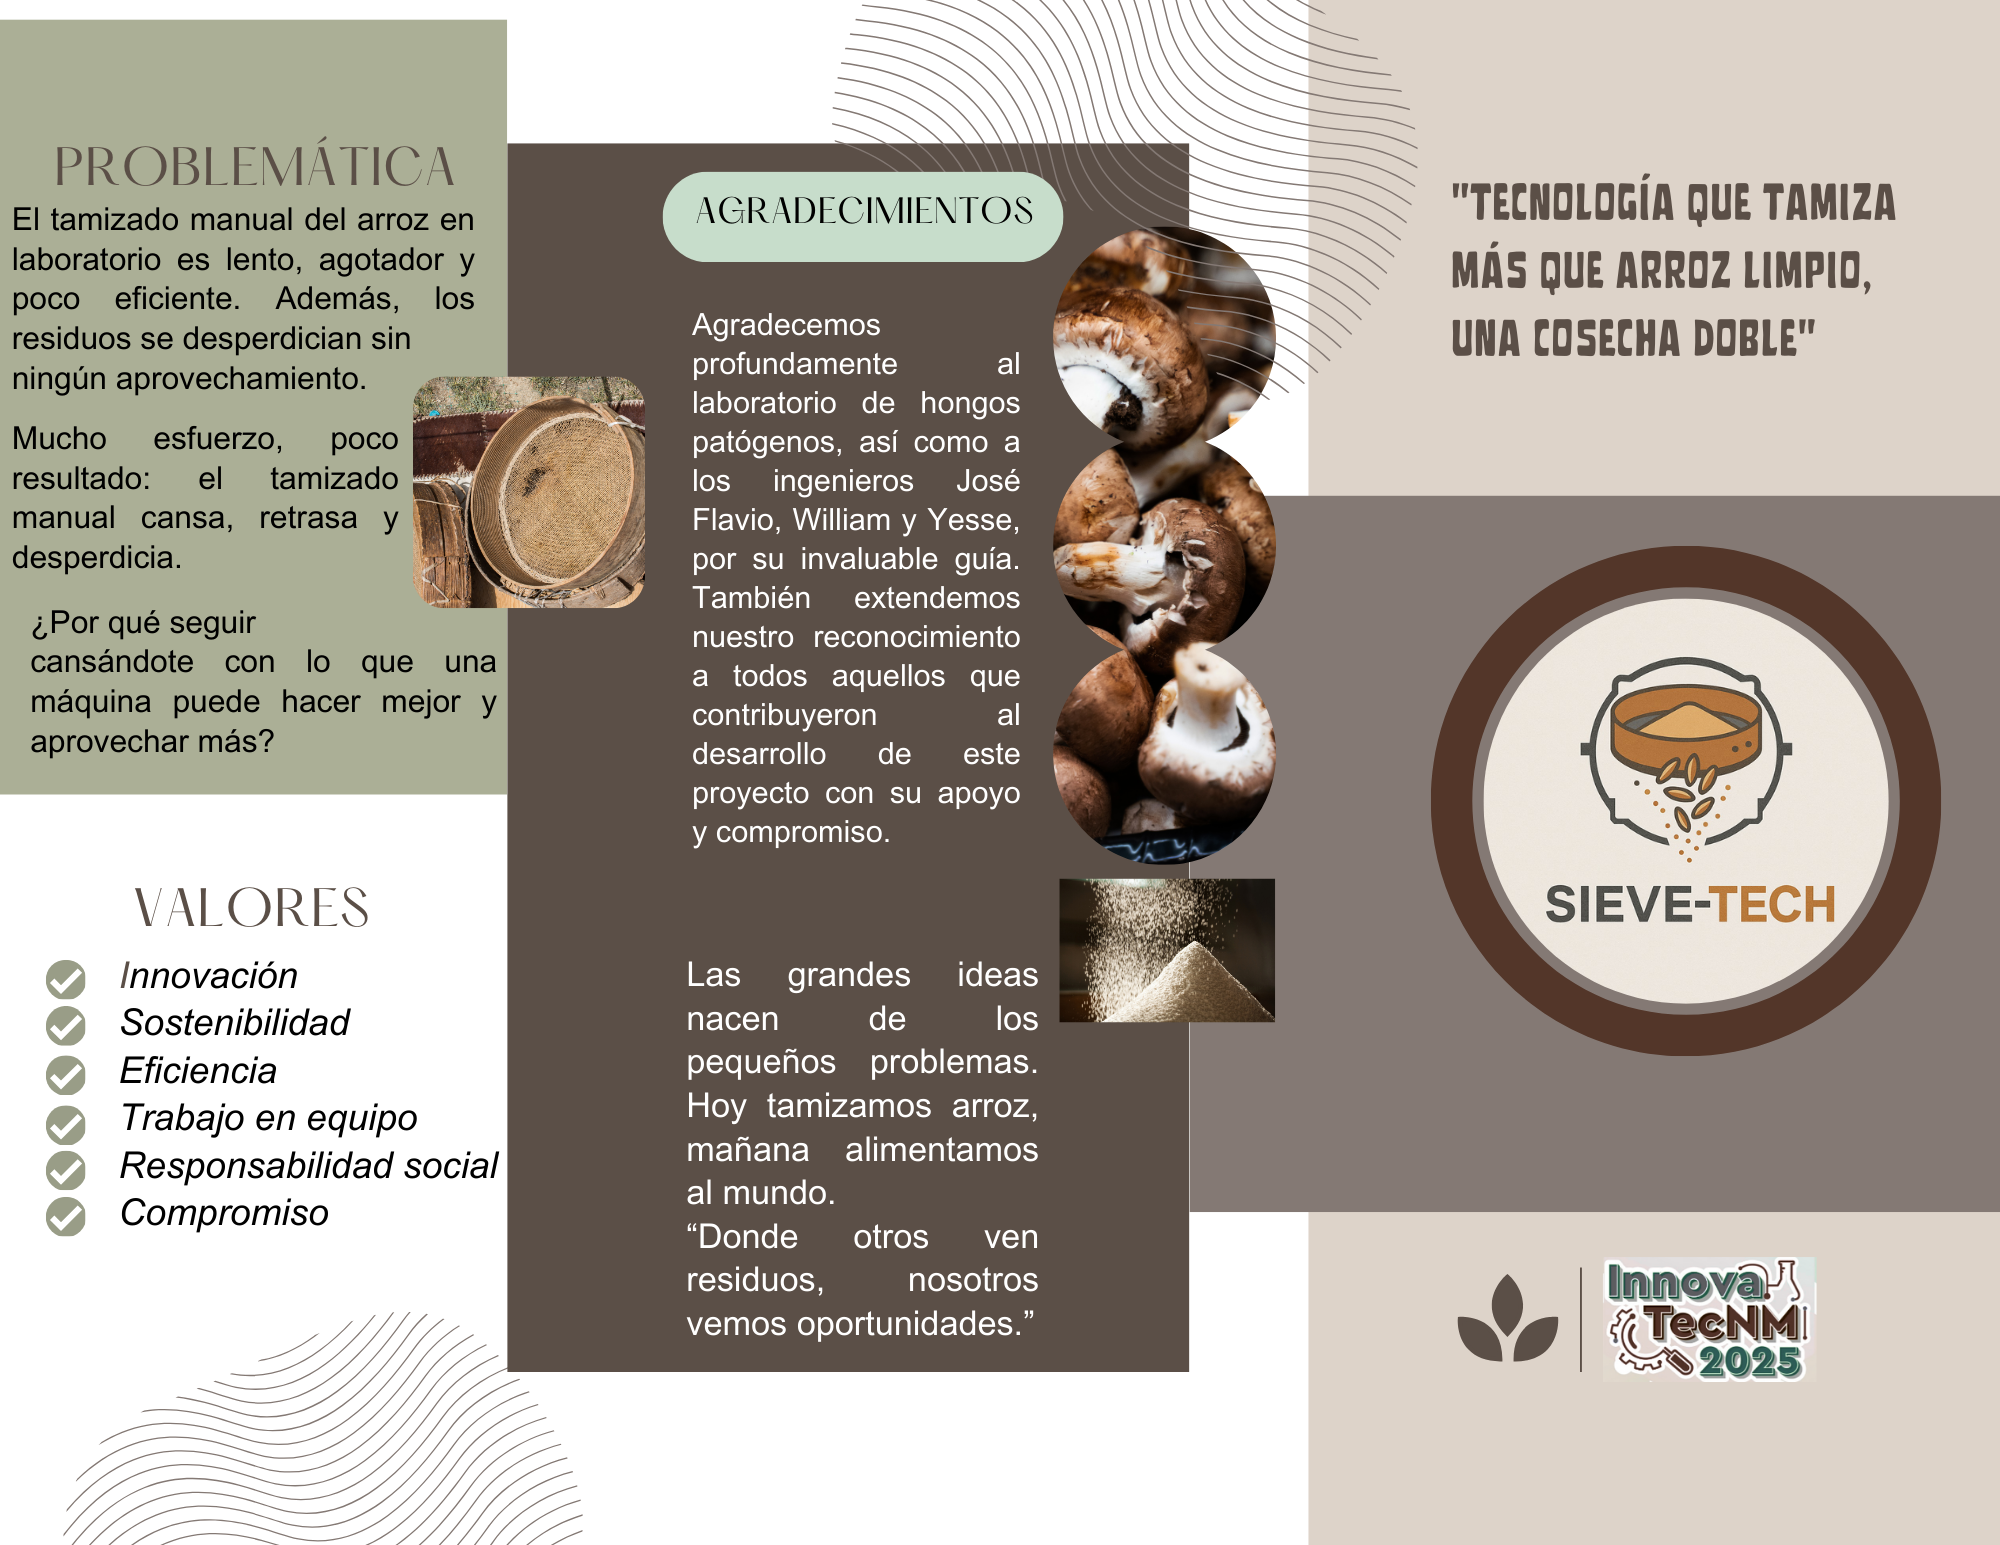 PROBLEMÁTICA
El tamizado manual del arroz en
laboratorio es lento, agotador y
poco eficiente. Además, los
residuos se desperdician sin
ningún aprovechamiento.
Mucho esfuerzo, poco
resultado: el tamizado
manual cansa, retrasa y
desperdicia.
¿Por qué seguir
cansándote con lo que una
máquina puede hacer mejor y
aprovechar más?
VALORES
Innovación
Sostenibilidad
Eficiencia
Trabajo en equipo
Responsabilidad social
Compromiso
AGRADECIMIENTOS
Agradecemos
profundamente al
laboratorio de hongos
patógenos, así como a
los ingenieros José
Flavio, William y Yesse,
por su invaluable guía.
También extendemos
nuestro reconocimiento
a todos aquellos que
contribuyeron al
desarrollo de este
proyecto con su apoyo
y compromiso.
Las grandes ideas
nacen de los
pequeños problemas.
Hoy tamizamos arroz,
mañana alimentamos
al mundo.
“Donde otros ven
residuos, nosotros
vemos oportunidades.”
"TECNOLOGÍA QUE TAMIZA
MÁS QUE ARROZ LIMPIO,
UNA COSECHA DOBLE"
SIEVE-TECH
Innova
TecNM
2025